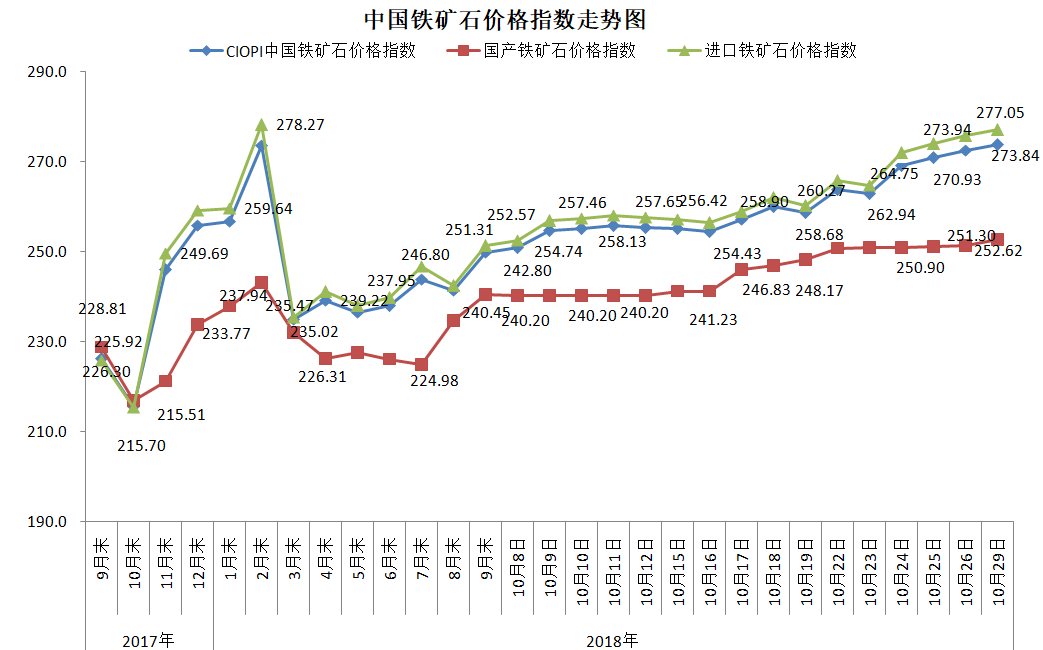 中国铁矿石价格指数走势图
CIOPI中国铁矿石价格指数 国产铁矿石价格指数 进口铁矿石价格指数
290.0
270.0
250.0
230.0
210.0
190.0
228.81
225.92
226.30
215.70
215.51
249.69
233.77
237.94
259.64
278.27
235.47
235.02
226.31
239.22
237.95
246.80
224.98
251.31
240.45
252.57
242.80
240.20
254.74
257.46
240.20
258.13
240.20
257.65
256.42
241.23
254.43
258.90
246.83
260.27
258.68
248.17
264.75
262.94
250.90
273.94
270.93
251.30
277.05
273.84
252.62
9月末
10月末
11月末
12月末
1月末
2月末
3月末
4月末
5月末
6月末
7月末
8月末
9月末
10月8日
10月9日
10月10日
10月11日
10月12日
10月15日
10月16日
10月17日
10月18日
10月19日
10月22日
10月23日
10月24日
10月25日
10月26日
10月29日
2017年
2018年